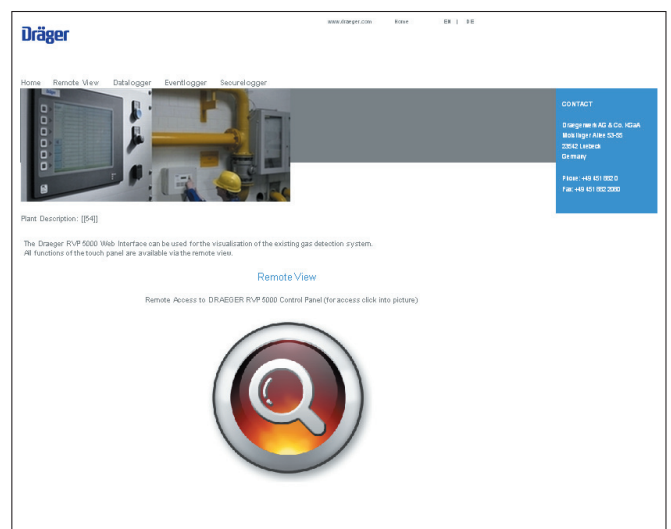 www.draeger.com Home EN | DE
Dräger
Home Remote View Datalogger Eventlogger Securelogger
CONTACT
Draegerwerk AG & Co. KGaA
Moislinger Allee 53-55
23542 Luebeck
Germany
Phone: +49 451 882 0
Fax: +49 451 882 2080
Plant Description: [[54]]
The Draeger RVP 5000 Web Interface can be used for the visualisation of the existing gas detection system.
All functions of the touch panel are available via the remote view.
Remote View
Remote Access to DRAEGER RVP 5000 Control Panel (for access click into picture)